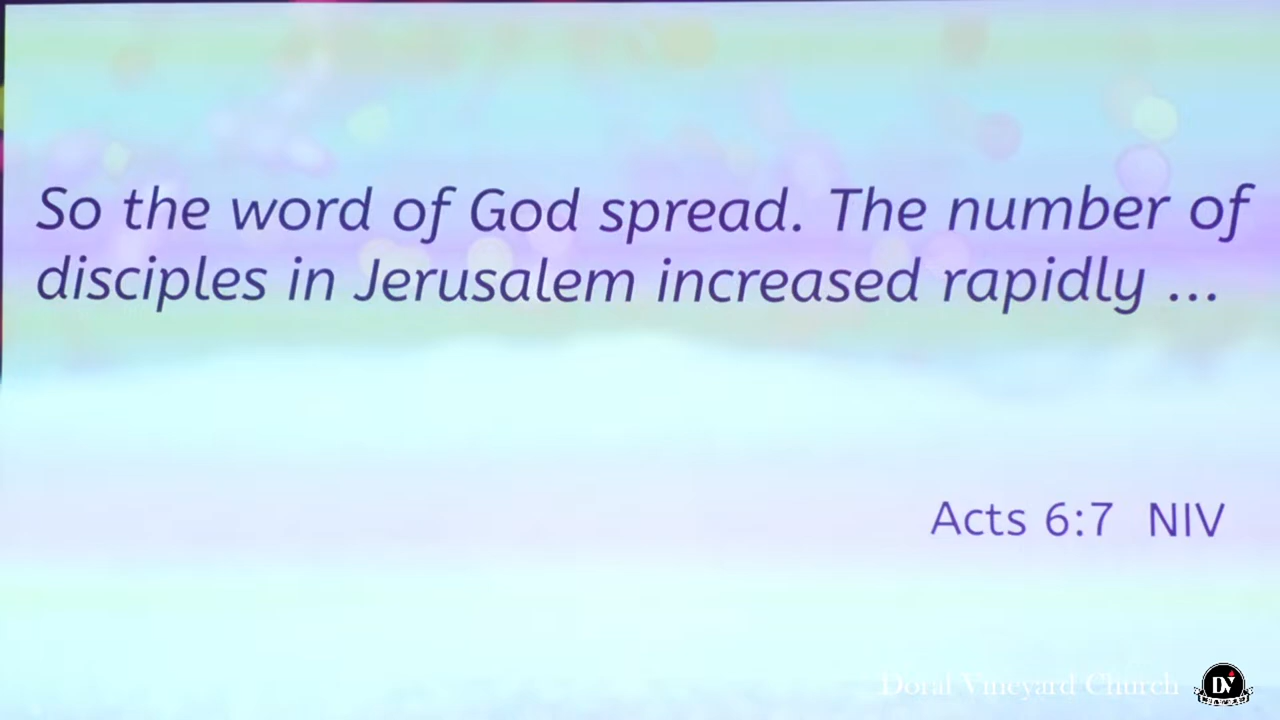 So the word of God spread. The number of
disciples in Jerusalem increased rapidly ...
Acts 6:7 NIV
Doral Vineyard Church
DV